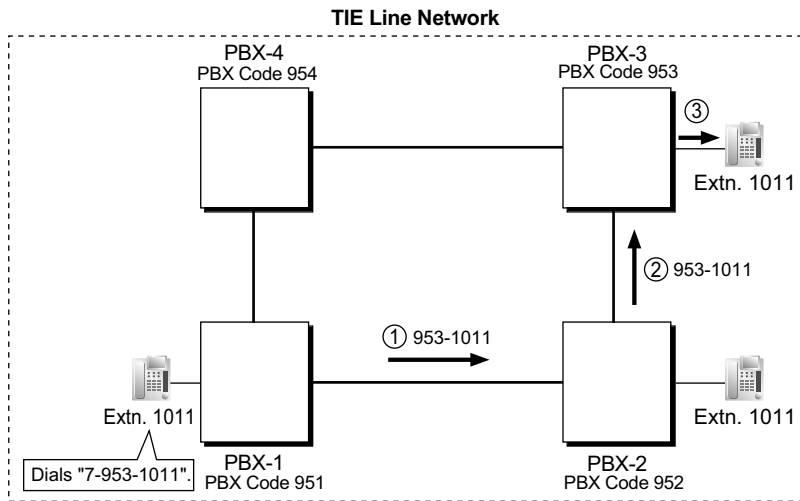 TIE Line Network
PBX-4
PBX Code 954
PBX-3
PBX Code 953
③
Extn. 1011
② 953-1011
① 953-1011
Extn. 1011
Extn. 1011
Dials "7-953-1011".
PBX-1
PBX Code 951
PBX-2
PBX Code 952